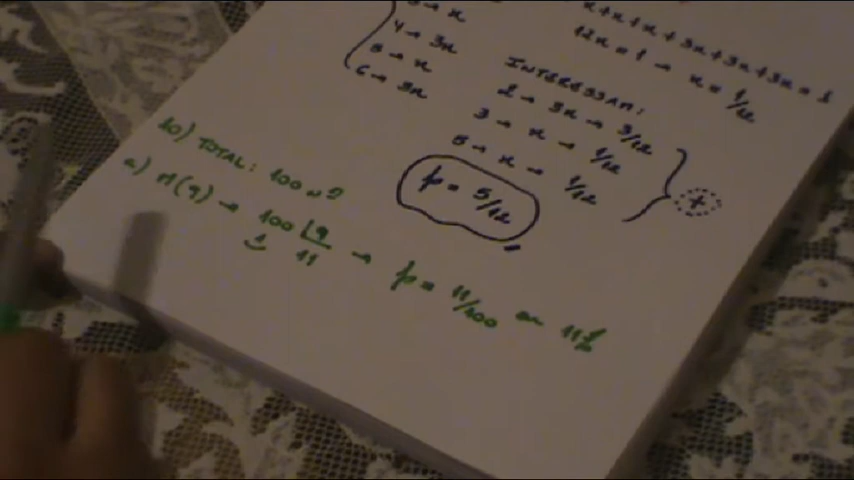 x+x+x+3x+3x+3x=1
12x=1 → x=1/12
3→x
4→3x
5→x
6→3x
INTERESSAM:
2→3x→3/12
3→x→1/12
5→x→1/12
+
p=5/12
10) TOTAL: 100 nº
a) M(9)→100 9
1 11
→ p=11/100 ou 11%